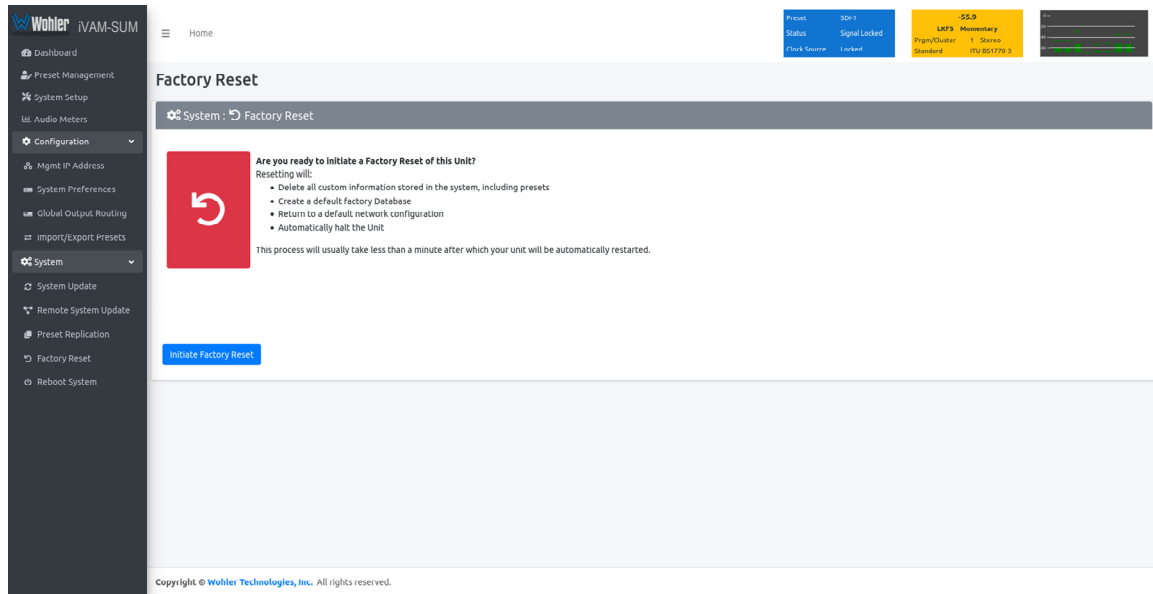 Wohler iVAM-SUM
Dashboard
Preset Management
System Setup
Audio Meters
Configuration
Mgmt IP Address
System Preferences
Global Output Routing
Import/Export Presets
System
System Update
Remote System Update
Preset Replication
Factory Reset
Reboot System
Home
Preset SDI-1
Status Signal Locked
Clock Source Locked
-55.9
LKFS Momentary
Prgm/Cluster 1 Stereo
Standard ITU BS1770 3
Factory Reset
System : Factory Reset
Are you ready to initiate a Factory Reset of this Unit?
Resetting will:
• Delete all custom information stored in the system, including presets
• Create a default factory Database
• Return to a default network configuration
• Automatically halt the Unit
This process will usually take less than a minute after which your unit will be automatically restarted.
Initiate Factory Reset
Copyright © Wohler Technologies, Inc. All rights reserved.